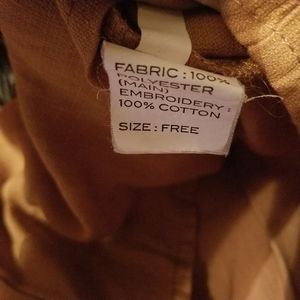 FABRIC : 100%
POLYESTER
(MAIN)
EMBROIDERY :
100% COTTON
SIZE : FREE